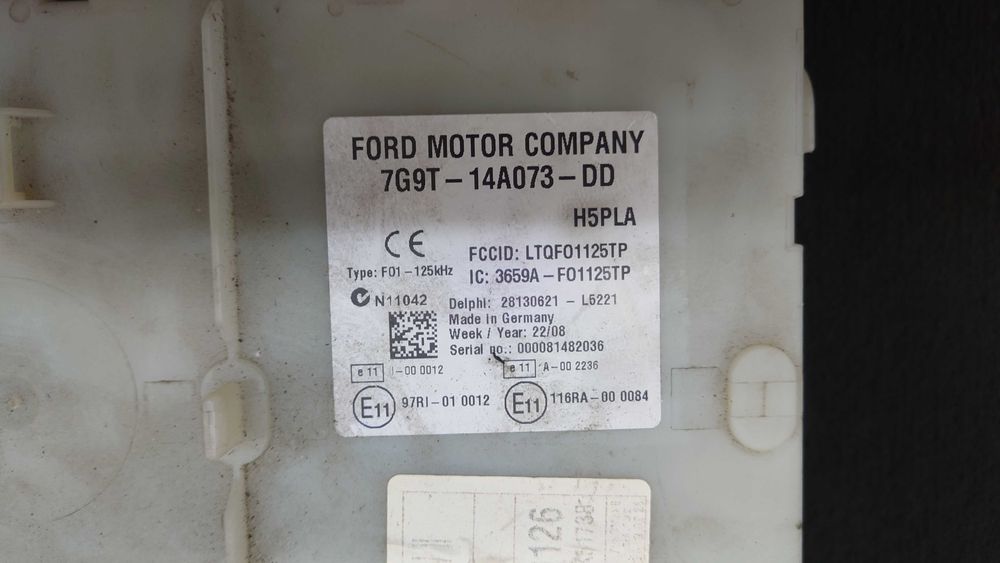 FORD MOTOR COMPANY
7G9T-14A073-DD
H5PLA
CE
FCCID: LTQFO1125TP
Type: FO1-125kHz
IC: 3659A-FO1125TP
N11042
Delphi: 28130621 - L5221
Made in Germany
Week / Year: 22/08
Serial no.: 000081482036
e 11 I-00 0012
e 11 A-00 2236
E11 97RI-01 0012
E11 116RA-00 0084
126